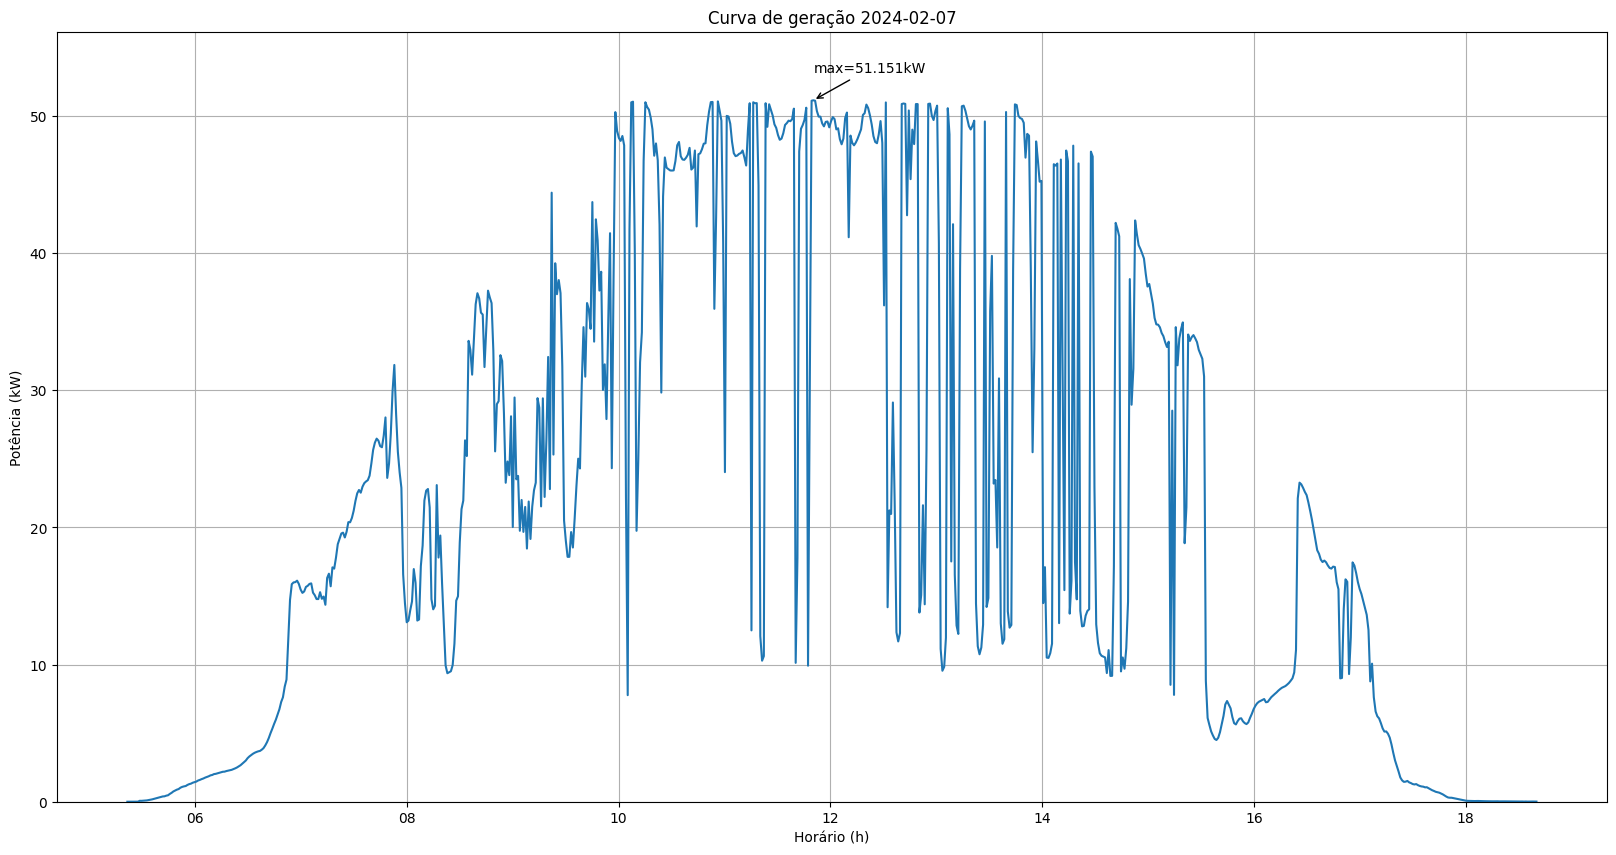 Curva de geração 2024-02-07
max=51.151kW
Potência (kW)
50
40
30
20
10
0
06 08 10 12 14 16 18
Horário (h)